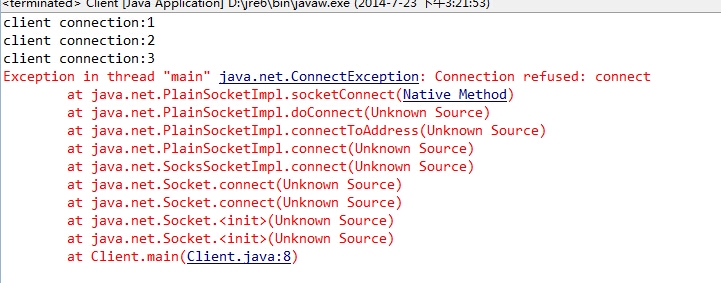 <terminated> Client [Java Application] D:\jre6\bin\javaw.exe (2014-7-23 下午3:21:53)
client connection:1
client connection:2
client connection:3
Exception in thread "main" java.net.ConnectException: Connection refused: connect
at java.net.PlainSocketImpl.socketConnect(Native Method)
at java.net.PlainSocketImpl.doConnect(Unknown Source)
at java.net.PlainSocketImpl.connectToAddress(Unknown Source)
at java.net.PlainSocketImpl.connect(Unknown Source)
at java.net.SocksSocketImpl.connect(Unknown Source)
at java.net.Socket.connect(Unknown Source)
at java.net.Socket.connect(Unknown Source)
at java.net.Socket.<init>(Unknown Source)
at java.net.Socket.<init>(Unknown Source)
at Client.main(Client.java:8)